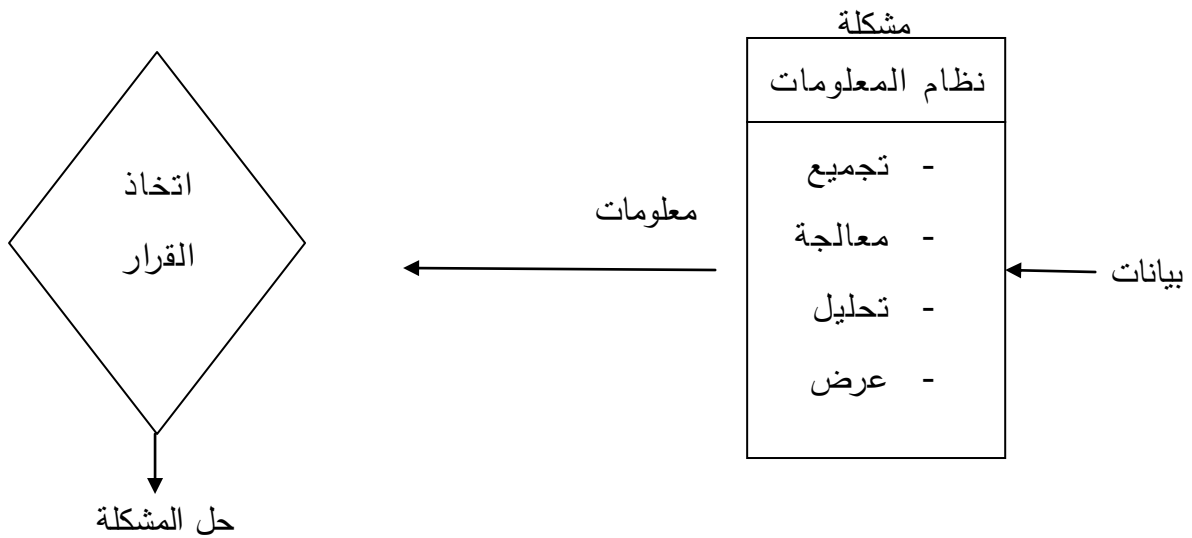 مشكلة
نظام المعلومات
- تجميع
- معالجة
- تحليل
- عرض
بيانات
معلومات
اتخاذ
القرار
حل المشكلة